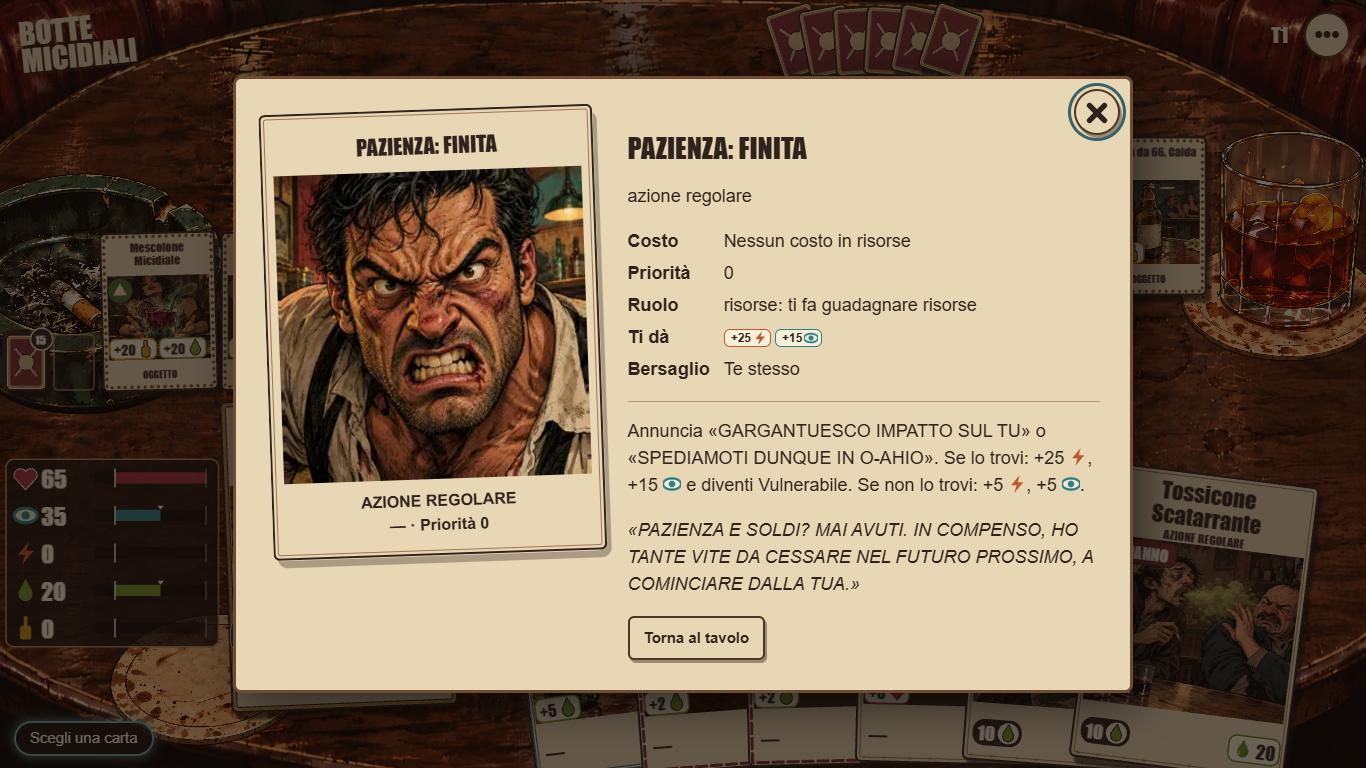 BOTTE
MICIDIALI
T1
PAZIENZA: FINITA
AZIONE REGOLARE
— · Priorità 0
PAZIENZA: FINITA
azione regolare
Costo Nessun costo in risorse
Priorità 0
Ruolo risorse: ti fa guadagnare risorse
Ti dà +25 +15
Bersaglio Te stesso
Annuncia «GARGANTUESCO IMPATTO SUL TU» o
«SPEDIAMOTI DUNQUE IN O-AHIO». Se lo trovi: +25 ,
+15 e diventi Vulnerabile. Se non lo trovi: +5 , +5 .
«PAZIENZA E SOLDI? MAI AVUTI. IN COMPENSO, HO
TANTE VITE DA CESSARE NEL FUTURO PROSSIMO, A
COMINCIARE DALLA TUA.»
Torna al tavolo
Mescolone
Micidiale
+20 +20
OGGETTO
15
da 66, Calda
OGGETTO
65
35
0
20
0
Tossicone
Scatarrante
AZIONE REGOLARE
10
20
+5
—
+2
—
+2
—
—
10
Scegli una carta